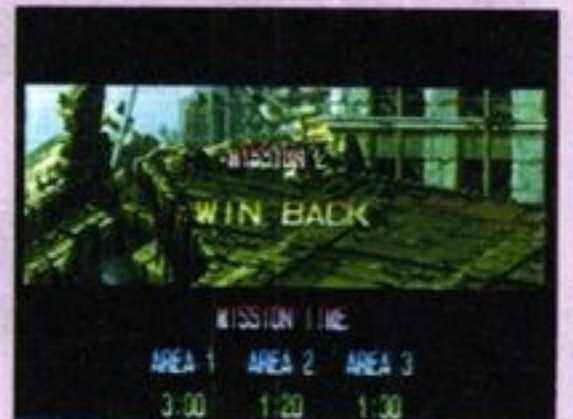 MISSION 2
WIN BACK
MISSION TIME
AREA 1 AREA 2 AREA 3
3:00 1:20 1:30